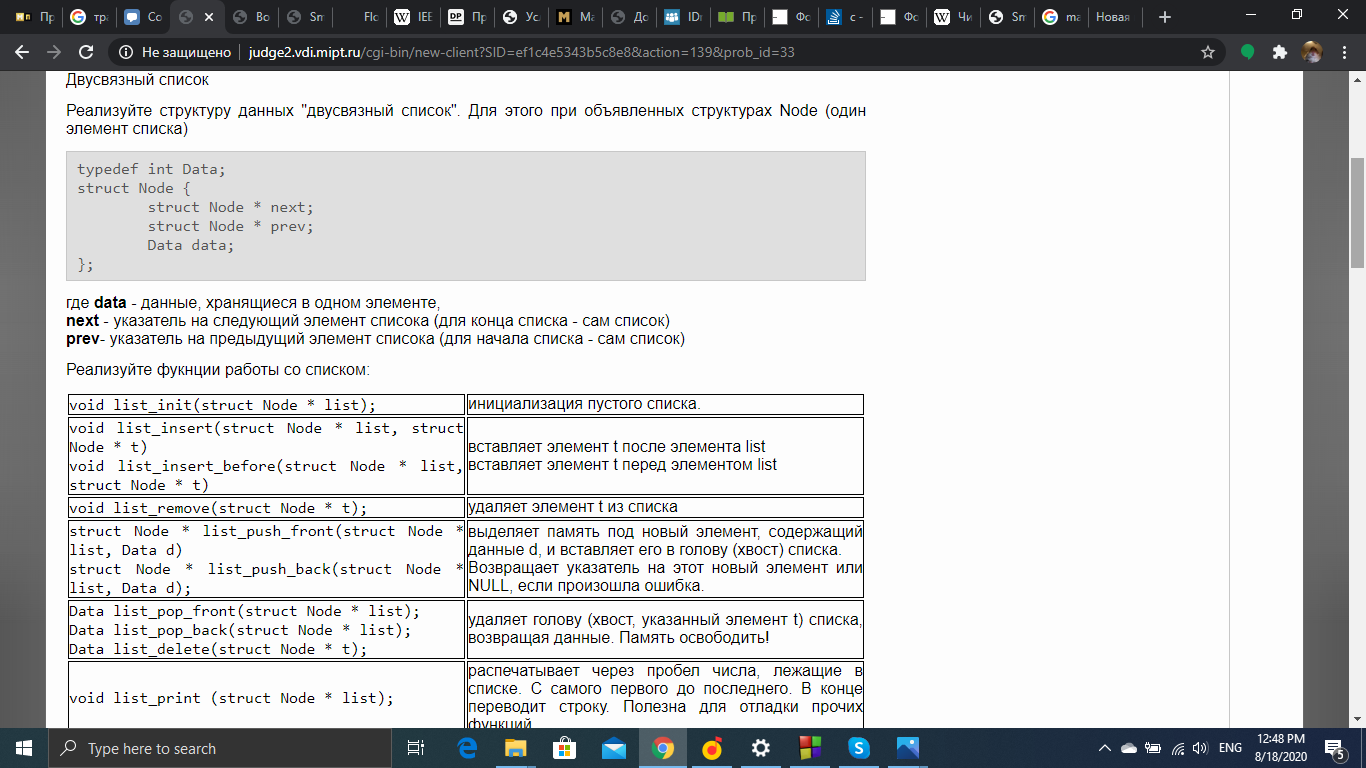 Пр
тра
Со
Во
Sm
Flo
IEE
Пр
Усл
Ма
До
IDi
Пр
Фо
с -
Фо
Чи
Sm
ma
Новая
Не защищено
judge2.vdi.mipt.ru/cgi-bin/new-client?SID=ef1c4e5343b5c8e8&action=139&prob_id=33
Двусвязный список
Реализуйте структуру данных "двусвязный список". Для этого при объявленных структурах Node (один
элемент списка)
typedef int Data;
struct Node {
struct Node * next;
struct Node * prev;
Data data;
};
где data - данные, хранящиеся в одном элементе,
next - указатель на следующий элемент списока (для конца списка - сам список)
prev- указатель на предыдущий элемент списока (для начала списка - сам список)
Реализуйте фукнции работы со списком:
void list_init(struct Node * list);
инициализация пустого списка.
void list_insert(struct Node * list, struct
Node * t)
void list_insert_before(struct Node * list,
struct Node * t)
вставляет элемент t после элемента list
вставляет элемент t перед элементом list
void list_remove(struct Node * t);
удаляет элемент t из списка
struct Node * list_push_front(struct Node *
list, Data d)
struct Node * list_push_back(struct Node *
list, Data d);
выделяет память под новый элемент, содержащий
данные d, и вставляет его в голову (хвост) списка.
Возвращает указатель на этот новый элемент или
NULL, если произошла ошибка.
Data list_pop_front(struct Node * list);
Data list_pop_back(struct Node * list);
Data list_delete(struct Node * t);
удаляет голову (хвост, указанный элемент t) списка,
возвращая данные. Память освободить!
void list_print (struct Node * list);
распечатывает через пробел числа, лежащие в
списке. С самого первого до последнего. В конце
переводит строку. Полезна для отладки прочих
функций
Type here to search
ENG
12:48 PM
8/18/2020
5